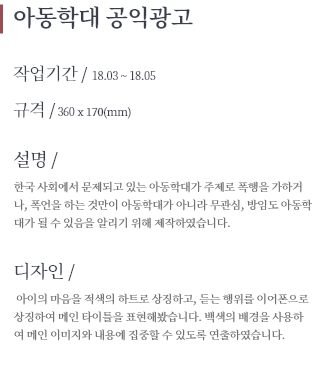 아동학대 공익광고
작업기간 / 18.03 ~ 18.05
규격 / 360 x 170(mm)
설명 /
한국 사회에서 문제되고 있는 아동학대가 주제로 폭행을 가하거
나, 폭언을 하는 것만이 아동학대가 아니라 무관심, 방임도 아동학
대가 될 수 있음을 알리기 위해 제작하였습니다.
디자인 /
아이의 마음을 적색의 하트로 상징하고, 듣는 행위를 이어폰으로
상징하여 메인 타이틀을 표현해봤습니다. 백색의 배경을 사용하
여 메인 이미지와 내용에 집중할 수 있도록 연출하였습니다.